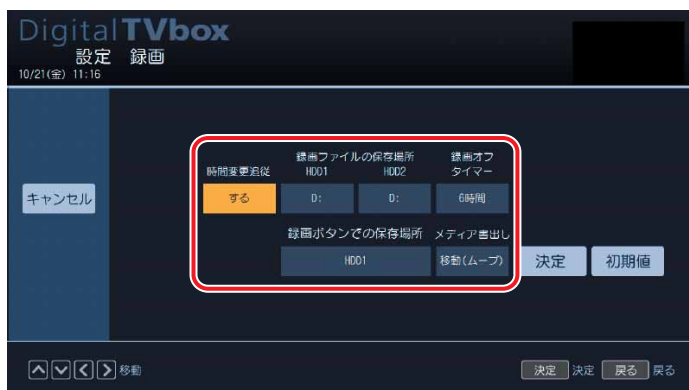 DigitalTVbox
設定 録画
10/21(金) 11:16
録画ファイルの保存場所 録画オフ
時間変更追従 HDD1 HDD2 タイマー
キャンセル する D: D: 6時間
録画ボタンでの保存場所 メディア書出し
HDD1 移動(ムーブ) 決定 初期値
移動 決定 決定 戻る 戻る